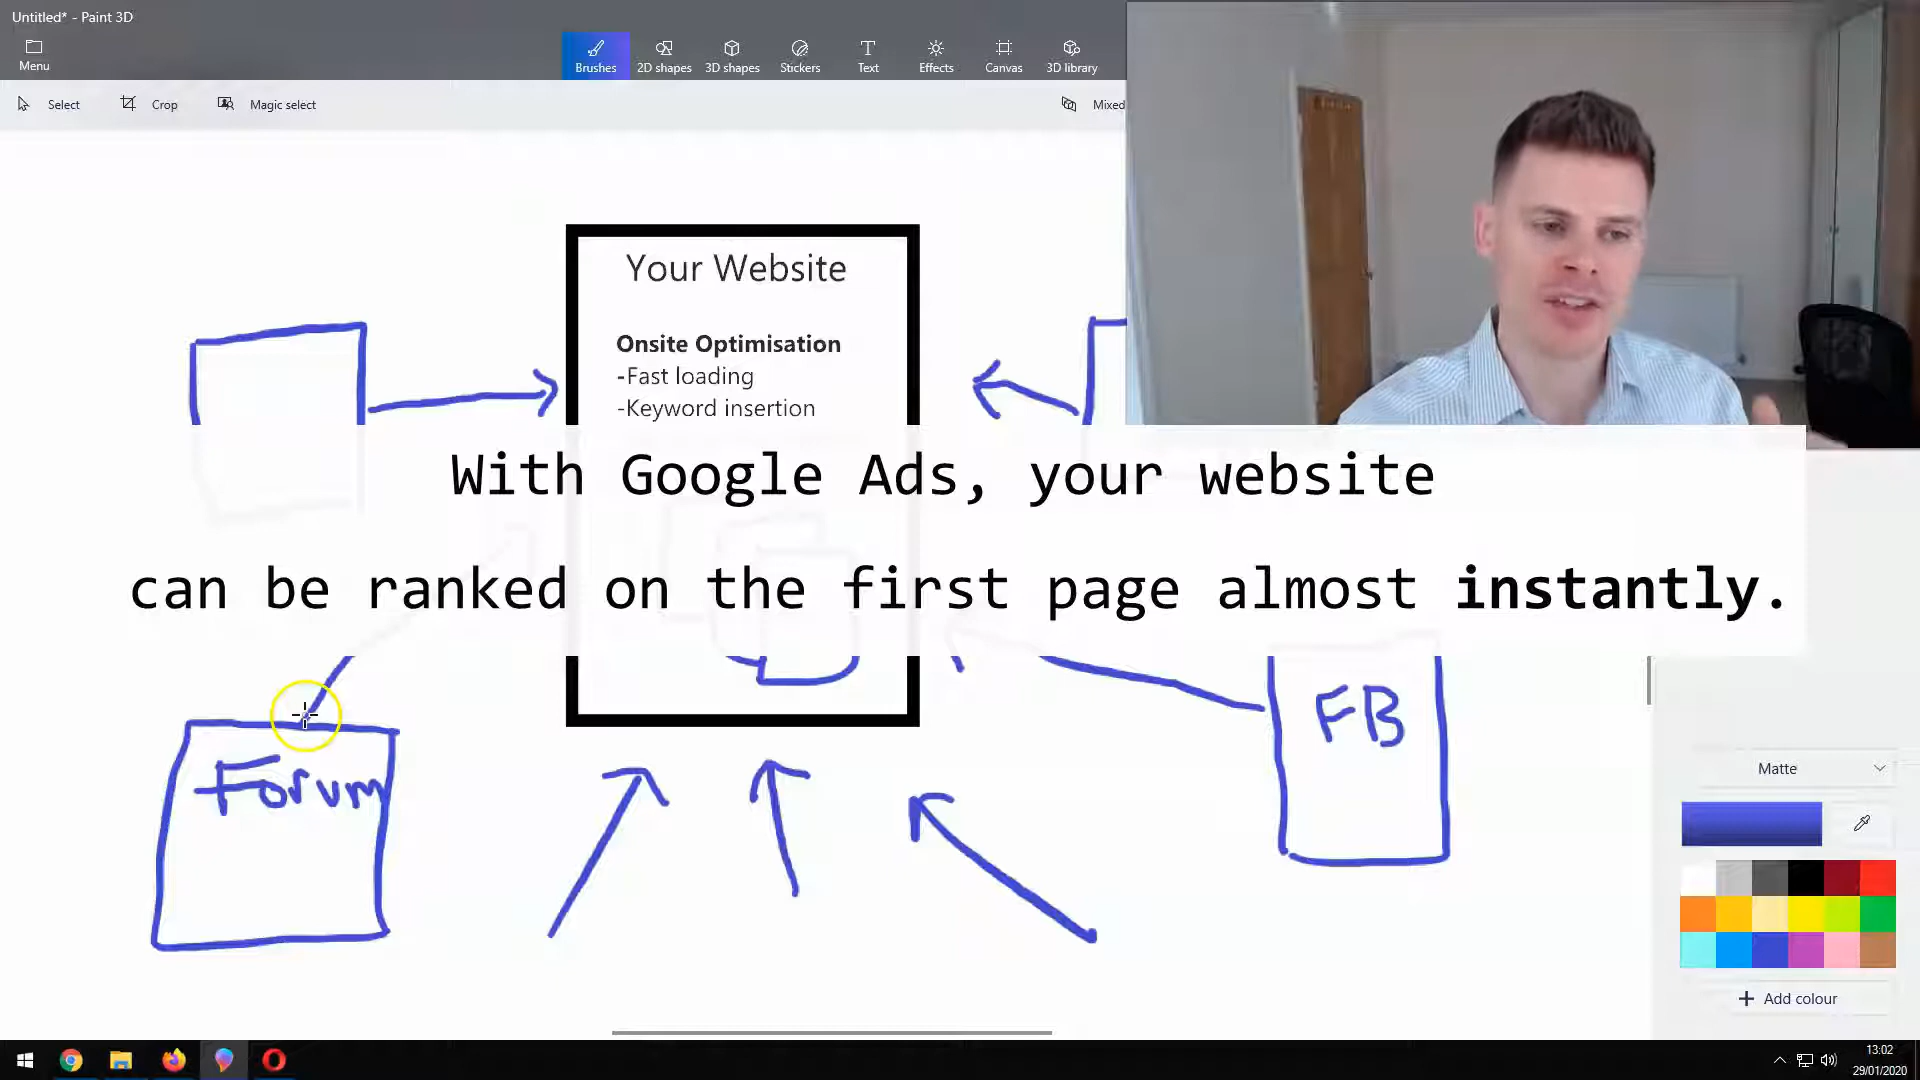 Untitled* - Paint 3D
Menu
Brushes
2D shapes
3D shapes
Stickers
Text
Effects
Canvas
3D library
Select
Crop
Magic select
Mixed
Your Website
Onsite Optimisation
-Fast loading
-Keyword insertion
With Google Ads, your website
can be ranked on the first page almost instantly.
FB
Forum
Matte
+ Add colour
13:02
29/01/2020